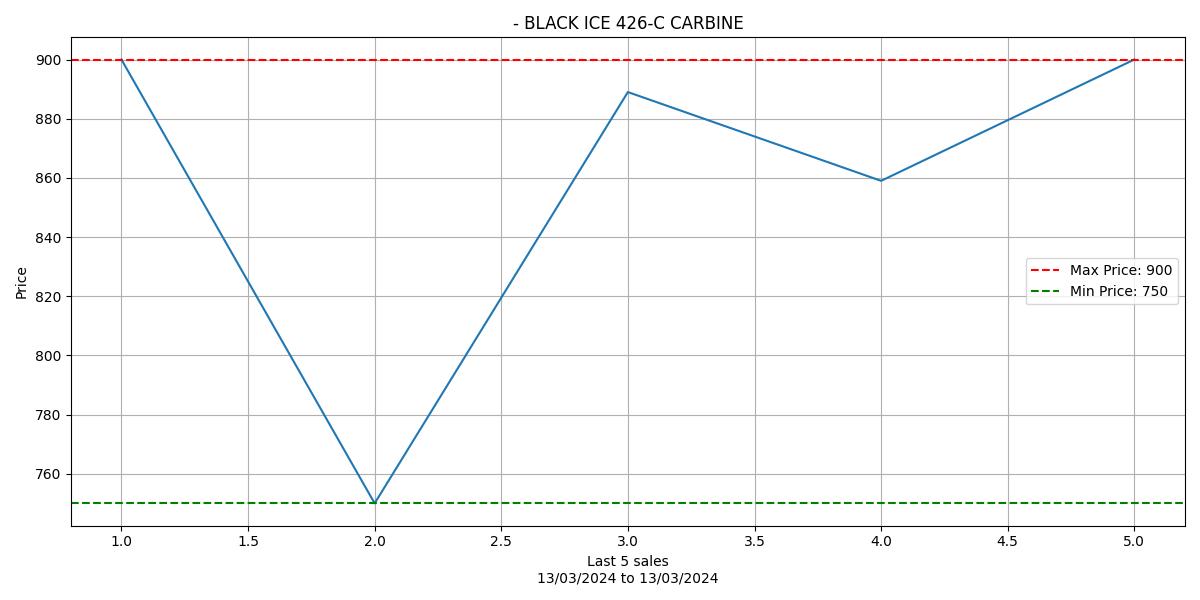 - BLACK ICE 426-C CARBINE
Price
900
880
860
840
820
800
780
760
Max Price: 900
Min Price: 750
1.0 1.5 2.0 2.5 3.0 3.5 4.0 4.5 5.0
Last 5 sales
13/03/2024 to 13/03/2024